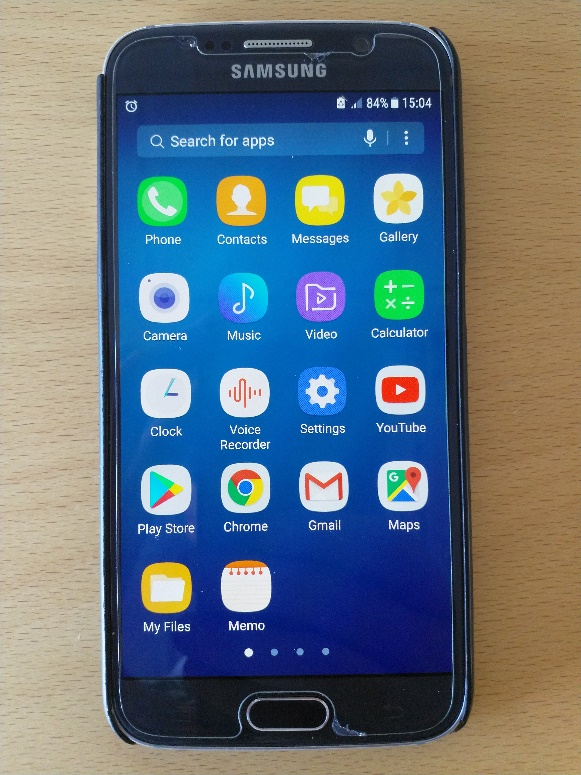 SAMSUNG
84% 15:04
Search for apps
Phone Contacts Messages Gallery
Camera Music Video Calculator
Clock Voice Recorder Settings YouTube
Play Store Chrome Gmail Maps
My Files Memo